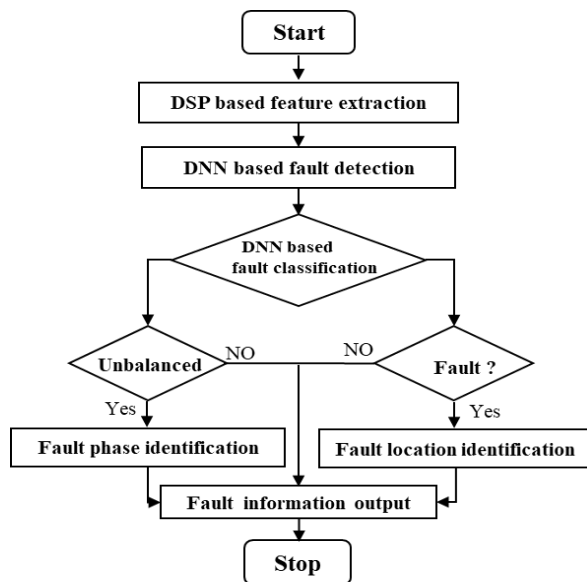 Start
DSP based feature extraction
DNN based fault detection
DNN based
fault classification
Unbalanced
NO
NO
Fault ?
Yes
Yes
Fault phase identification
Fault location identification
Fault information output
Stop